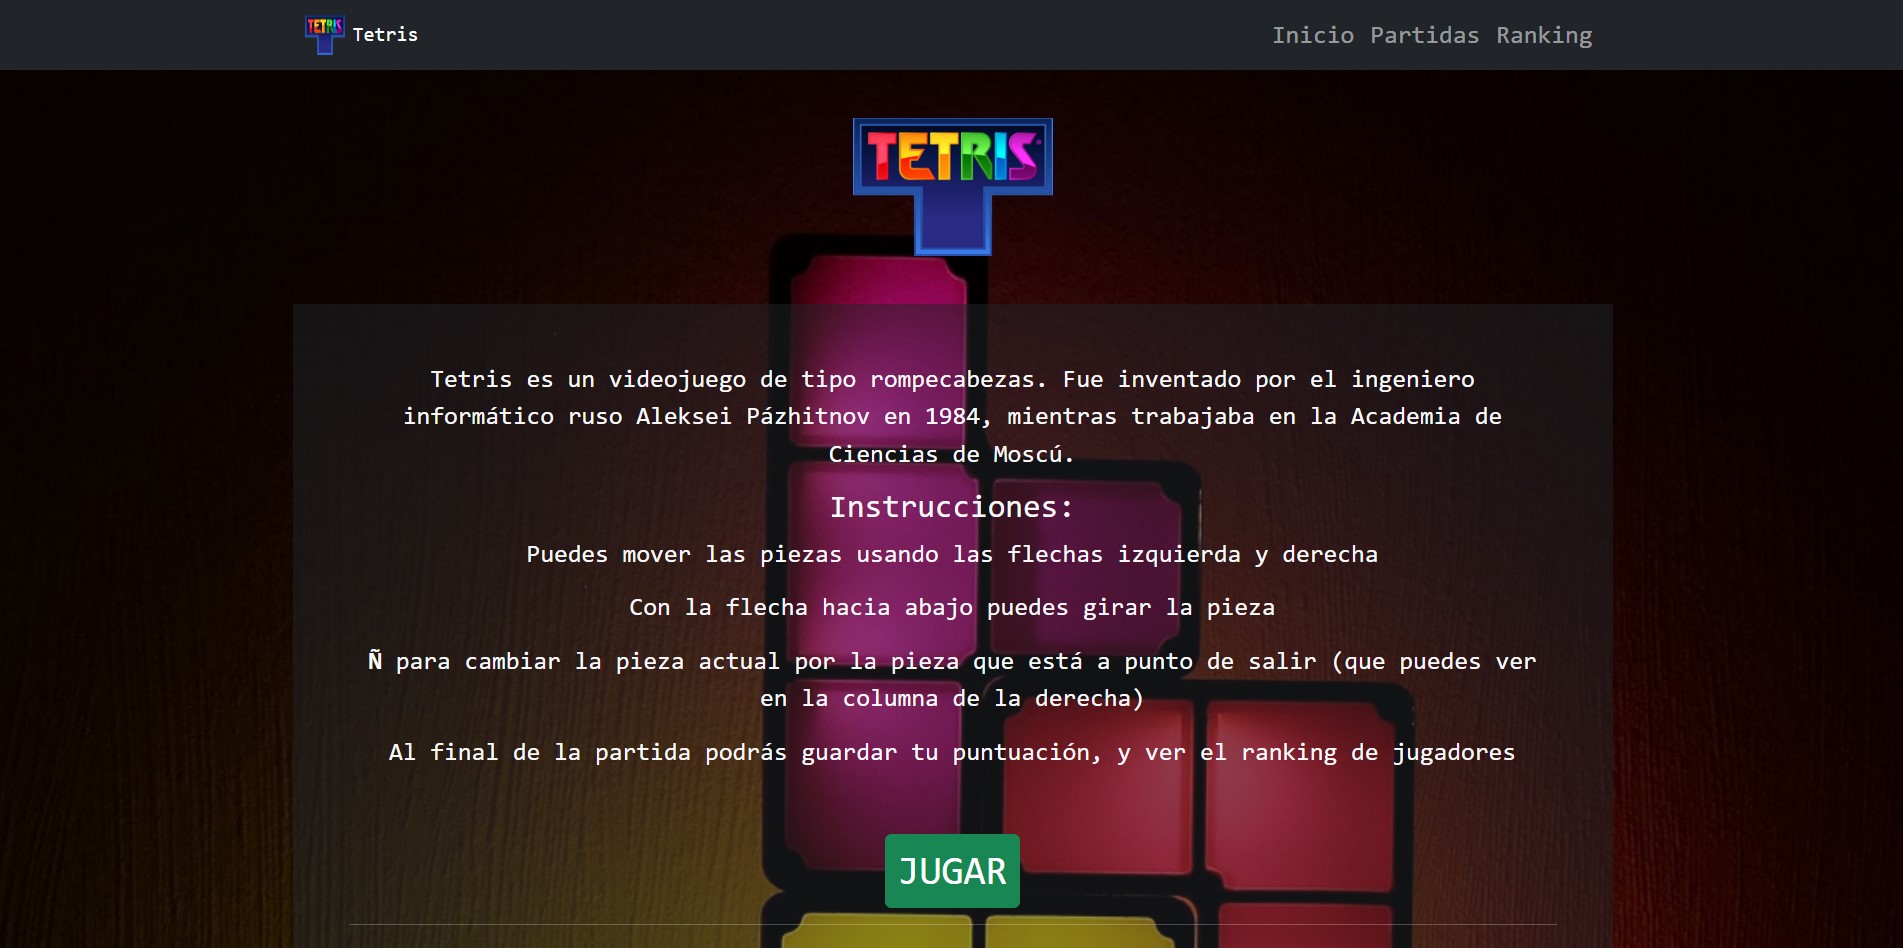 TETRIS Tetris
Inicio Partidas Ranking
TETRIS
Tetris es un videojuego de tipo rompecabezas. Fue inventado por el ingeniero
informático ruso Aleksei Pázhitnov en 1984, mientras trabajaba en la Academia de
Ciencias de Moscú.
Instrucciones:
Puedes mover las piezas usando las flechas izquierda y derecha
Con la flecha hacia abajo puedes girar la pieza
Ñ para cambiar la pieza actual por la pieza que está a punto de salir (que puedes ver
en la columna de la derecha)
Al final de la partida podrás guardar tu puntuación, y ver el ranking de jugadores
JUGAR